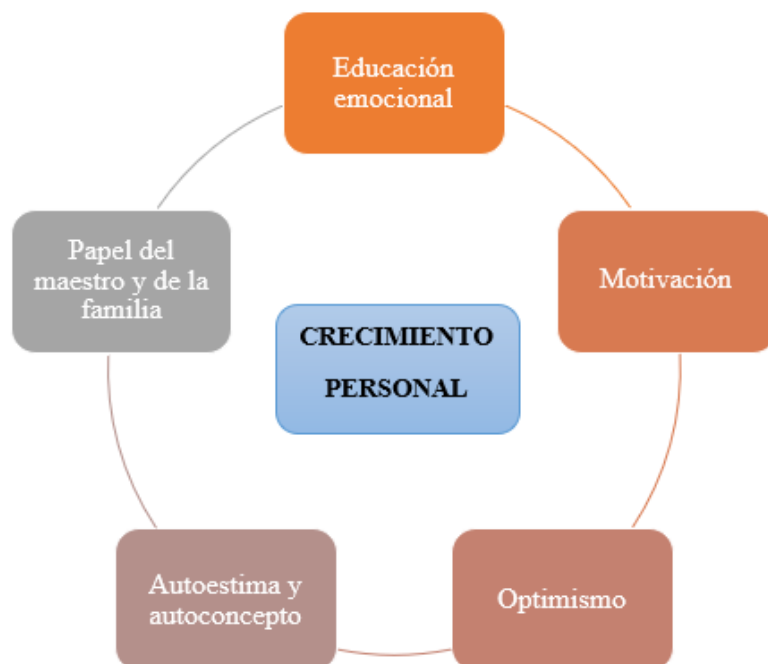 Educación
emocional
Motivación
Optimismo
Autoestima y
autoconcepto
Papel del
maestro y de la
familia
CRECIMIENTO
PERSONAL